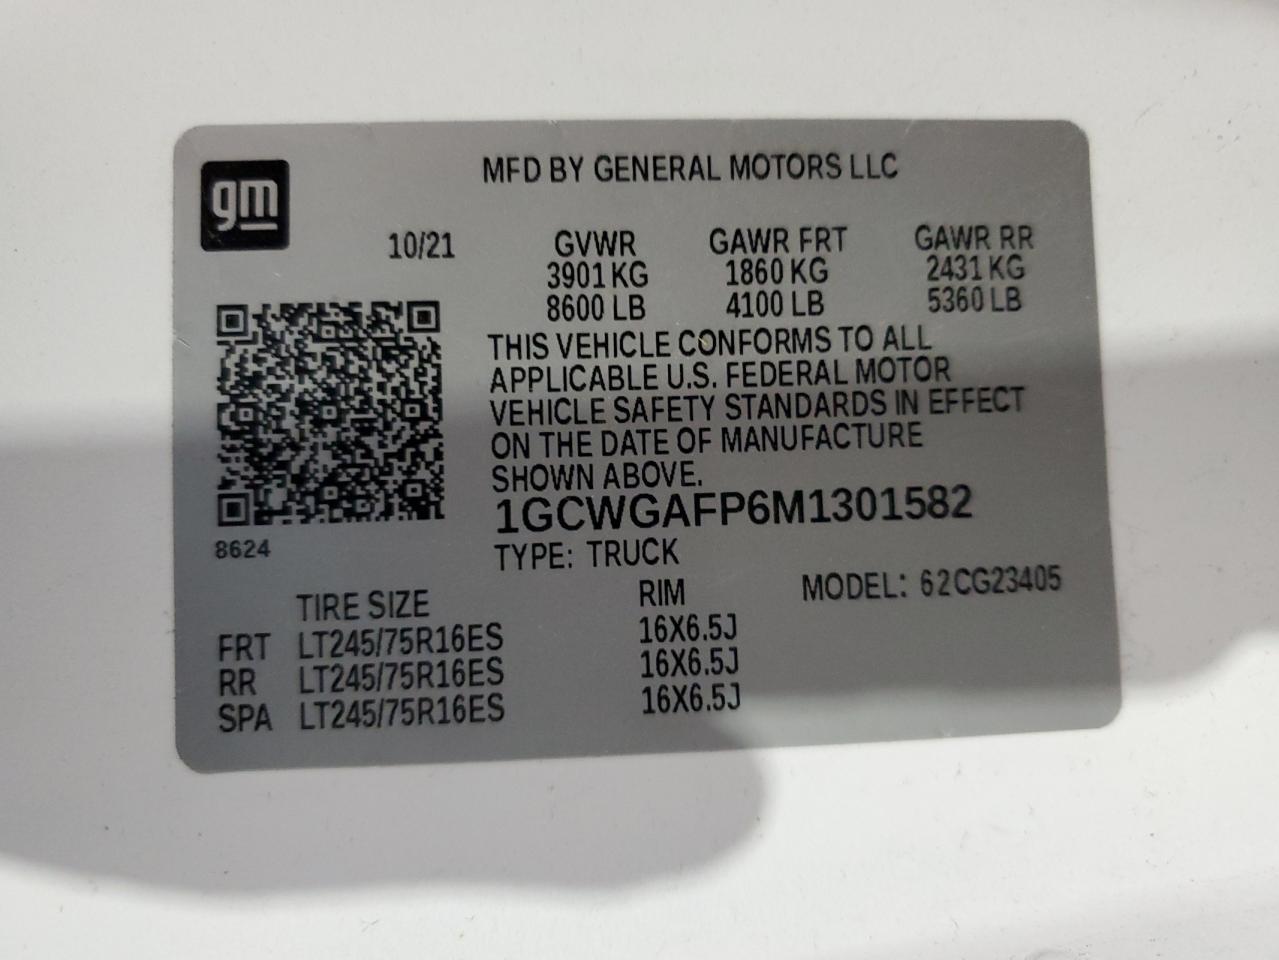 gm
MFD BY GENERAL MOTORS LLC
10/21
GVWR GAWR FRT GAWR RR
3901 KG 1860 KG 2431 KG
8600 LB 4100 LB 5360 LB
THIS VEHICLE CONFORMS TO ALL
APPLICABLE U.S. FEDERAL MOTOR
VEHICLE SAFETY STANDARDS IN EFFECT
ON THE DATE OF MANUFACTURE
SHOWN ABOVE.
1GCWGAFP6M1301582
8624
TYPE: TRUCK
MODEL: 62CG23405
TIRE SIZE RIM
FRT LT245/75R16ES 16X6.5J
RR LT245/75R16ES 16X6.5J
SPA LT245/75R16ES 16X6.5J